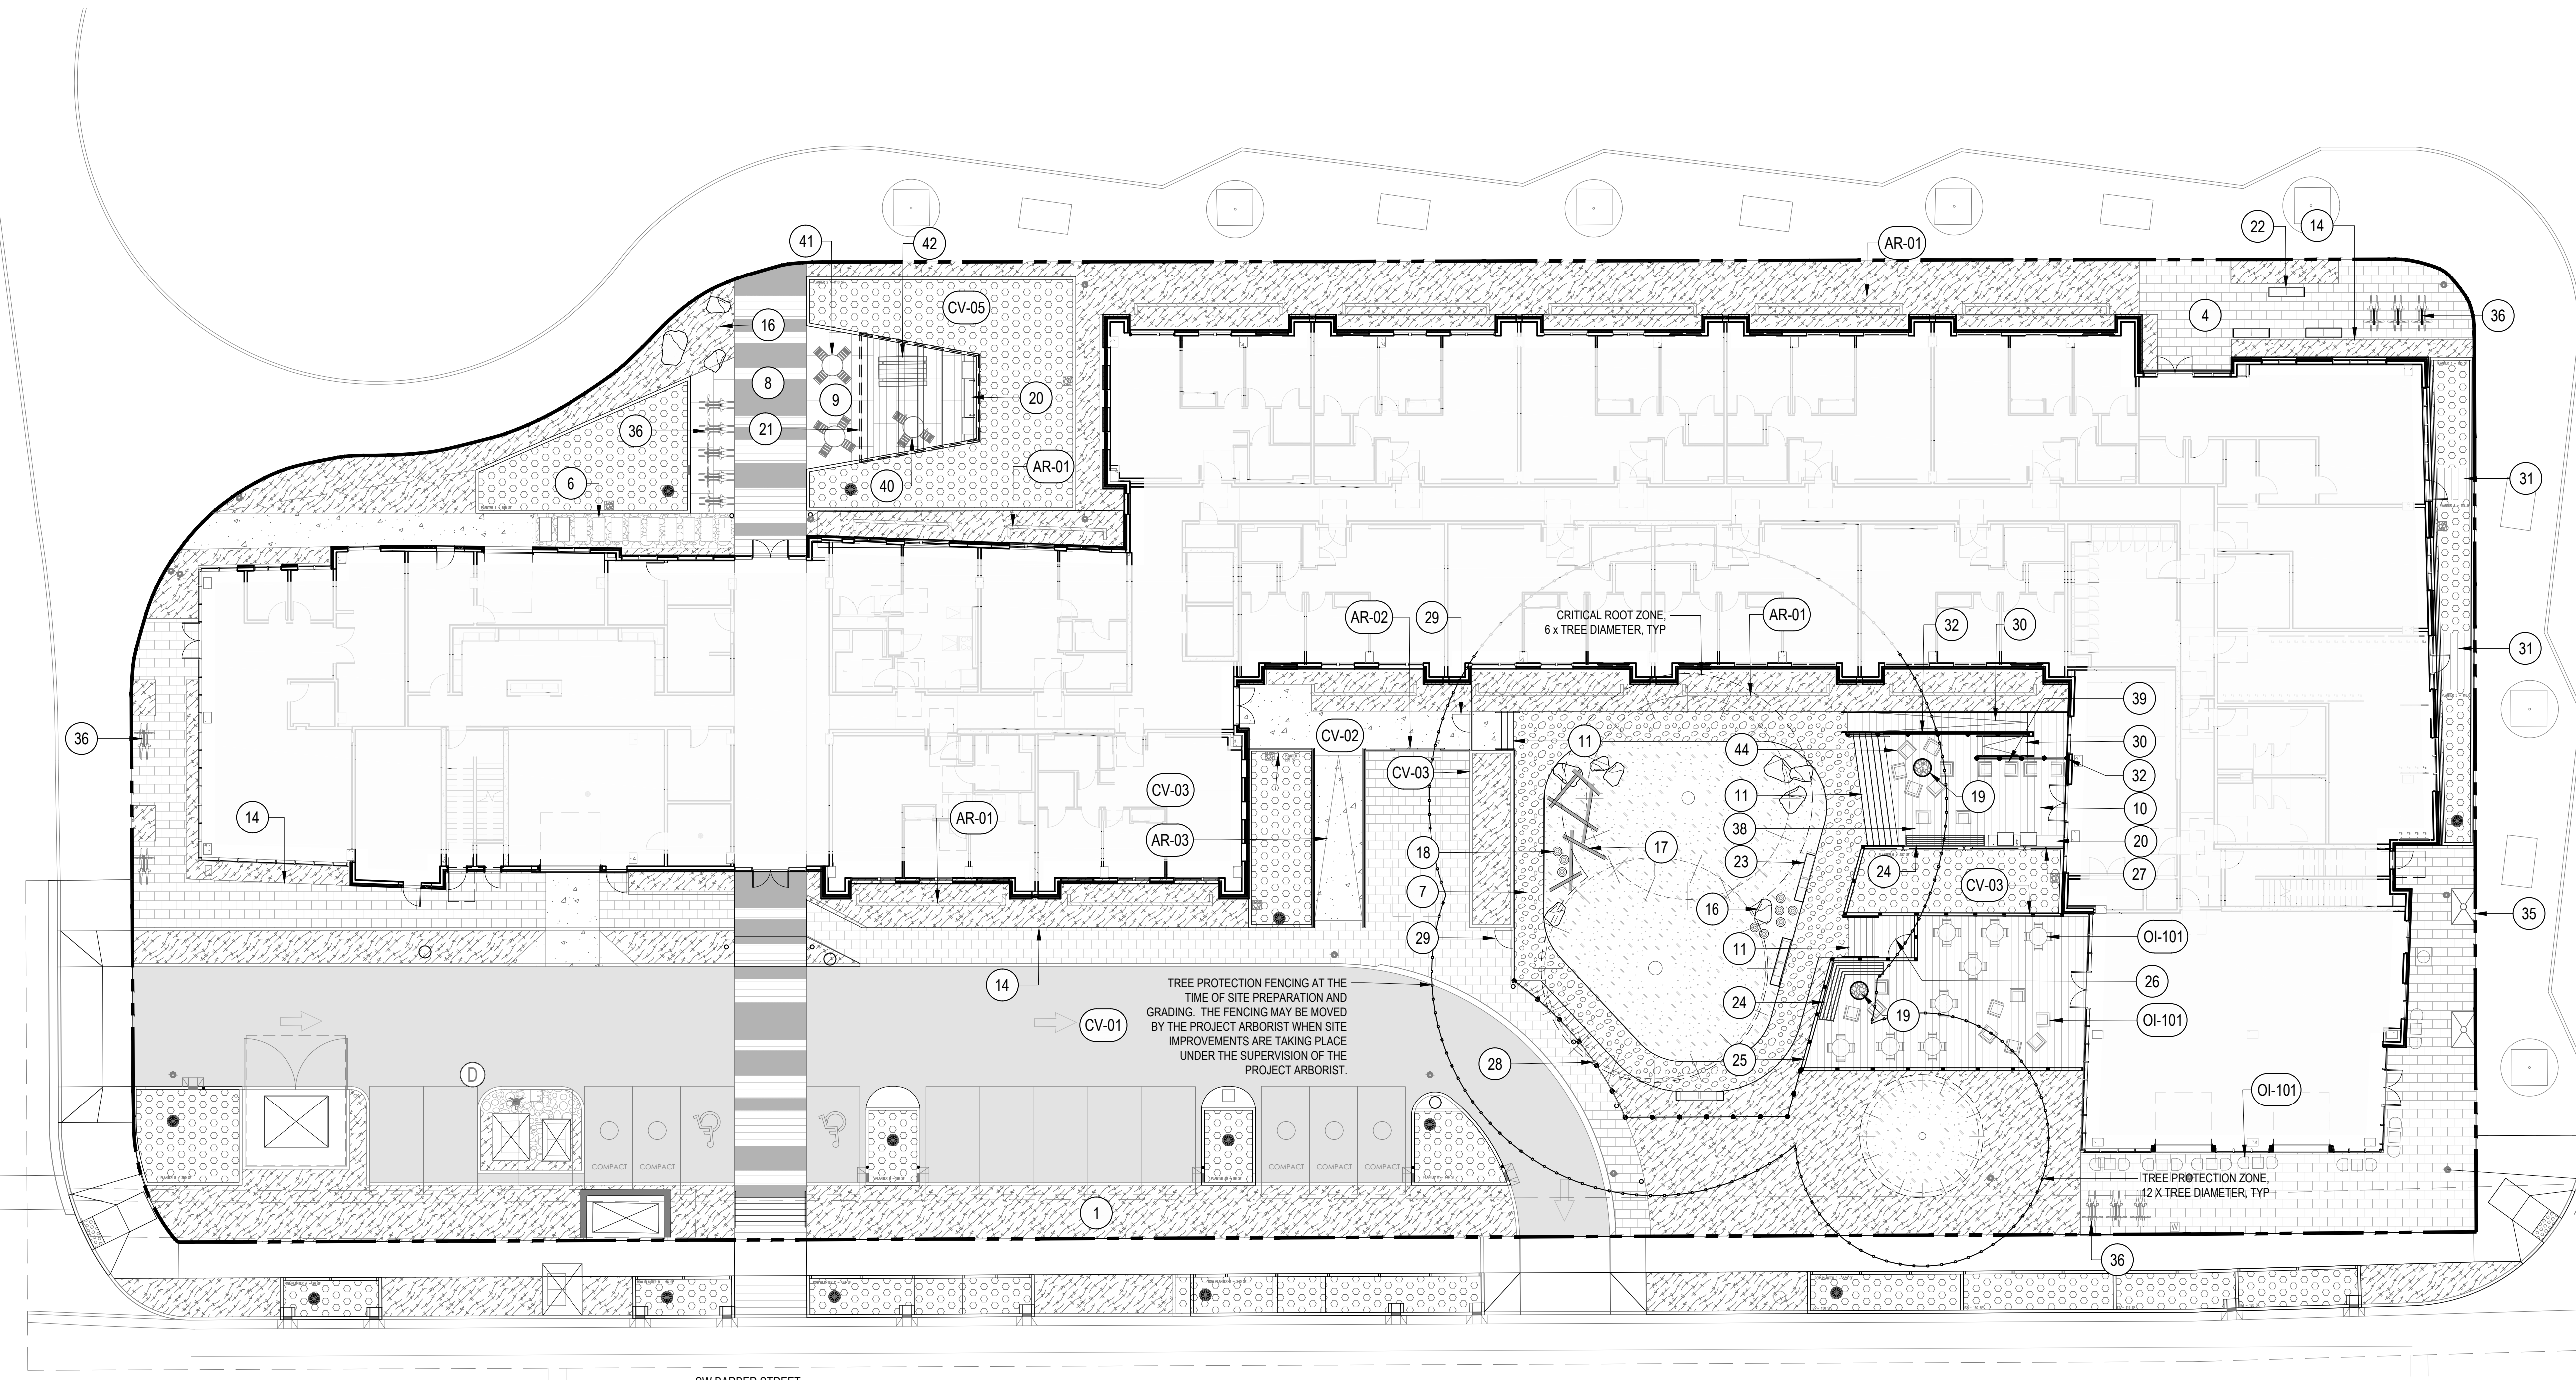 22
14
41
42
AR-01
CV-05
16
4
36
8
9
20
21
36
AR-01
31
6
40
CRITICAL ROOT ZONE,
6 x TREE DIAMETER, TYP
AR-02
29
AR-01
32
30
31
39
36
CV-02
11
44
30
CV-03
32
CV-03
11
19
10
14
AR-01
38
AR-03
20
18
17
23
24
27
7
CV-03
16
35
29
11
OI-101
26
14
TREE PROTECTION FENCING AT THE
TIME OF SITE PREPARATION AND
GRADING. THE FENCING MAY BE MOVED
BY THE PROJECT ARBORIST WHEN SITE
IMPROVEMENTS ARE TAKING PLACE
UNDER THE SUPERVISION OF THE
PROJECT ARBORIST.
24
19
OI-101
CV-01
28
25
D
OI-101
COMPACT
COMPACT
COMPACT
COMPACT
COMPACT
TREE PROTECTION ZONE,
12 X TREE DIAMETER, TYP
1
36
SW BARBER STREET